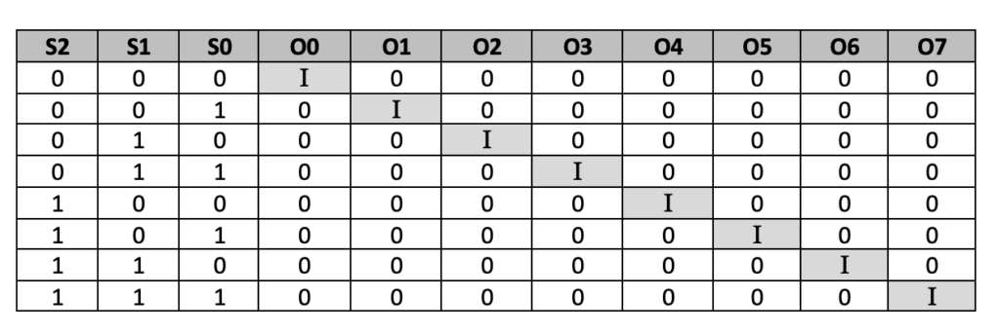 S2 S1 S0 O0 O1 O2 O3 O4 O5 O6 O7
0 0 0 I 0 0 0 0 0 0 0
0 0 1 0 I 0 0 0 0 0 0
0 1 0 0 0 I 0 0 0 0 0
0 1 1 0 0 0 I 0 0 0 0
1 0 0 0 0 0 0 I 0 0 0
1 0 1 0 0 0 0 0 I 0 0
1 1 0 0 0 0 0 0 0 I 0
1 1 1 0 0 0 0 0 0 0 I